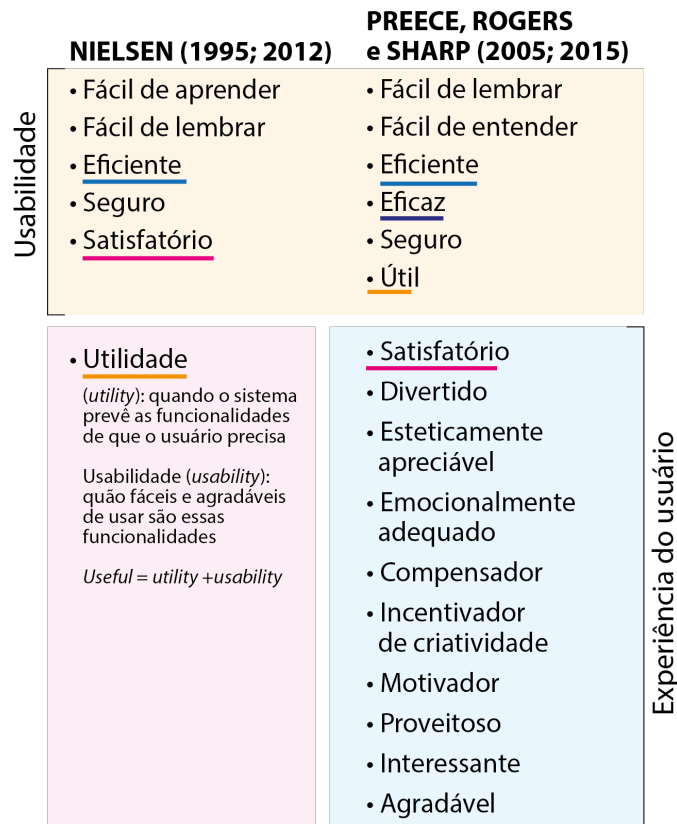 NIELSEN (1995; 2012)
PREECE, ROGERS
e SHARP (2005; 2015)
Usabilidade
• Fácil de aprender
• Fácil de lembrar
• Eficiente
• Seguro
• Satisfatório
• Fácil de lembrar
• Fácil de entender
• Eficiente
• Eficaz
• Seguro
• Útil
• Utilidade
(utility): quando o sistema
prevê as funcionalidades
de que o usuário precisa
Usabilidade (usability):
quão fáceis e agradáveis
de usar são essas
funcionalidades
Useful = utility +usability
• Satisfatório
• Divertido
• Esteticamente
apreciável
• Emocionalmente
adequado
• Compensador
• Incentivador
de criatividade
• Motivador
• Proveitoso
• Interessante
• Agradável
Experiência do usuário